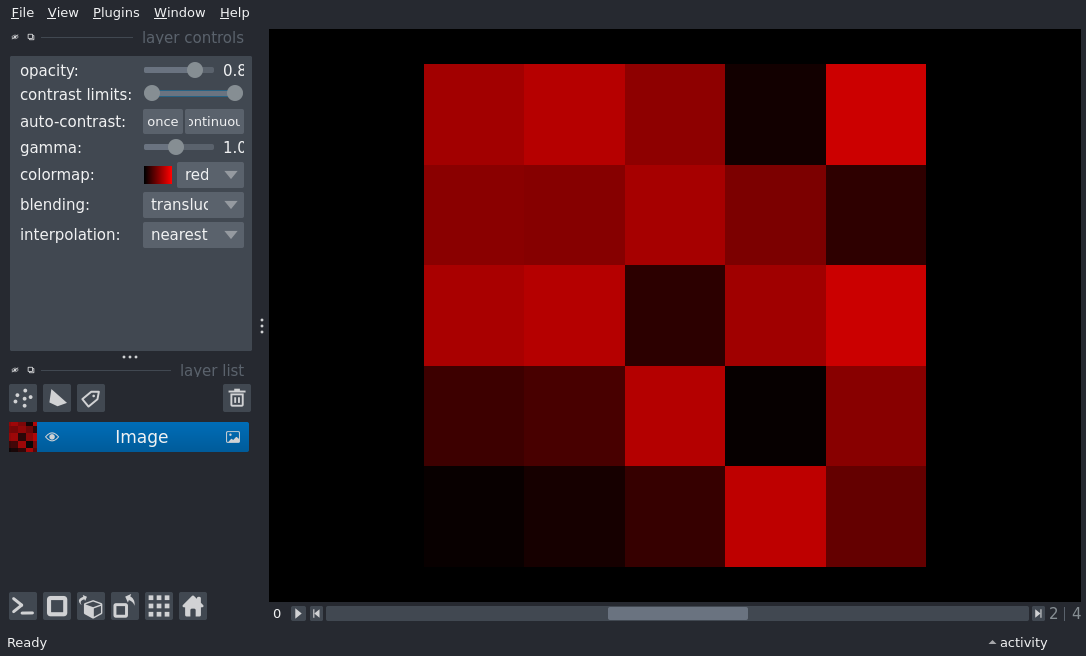 File View Plugins Window Help
layer controls
opacity: 0.8
contrast limits:
auto-contrast: once ontinuou
gamma: 1.0
colormap: red
blending: transluc
interpolation: nearest
layer list
Image
0 2 | 4
Ready activity